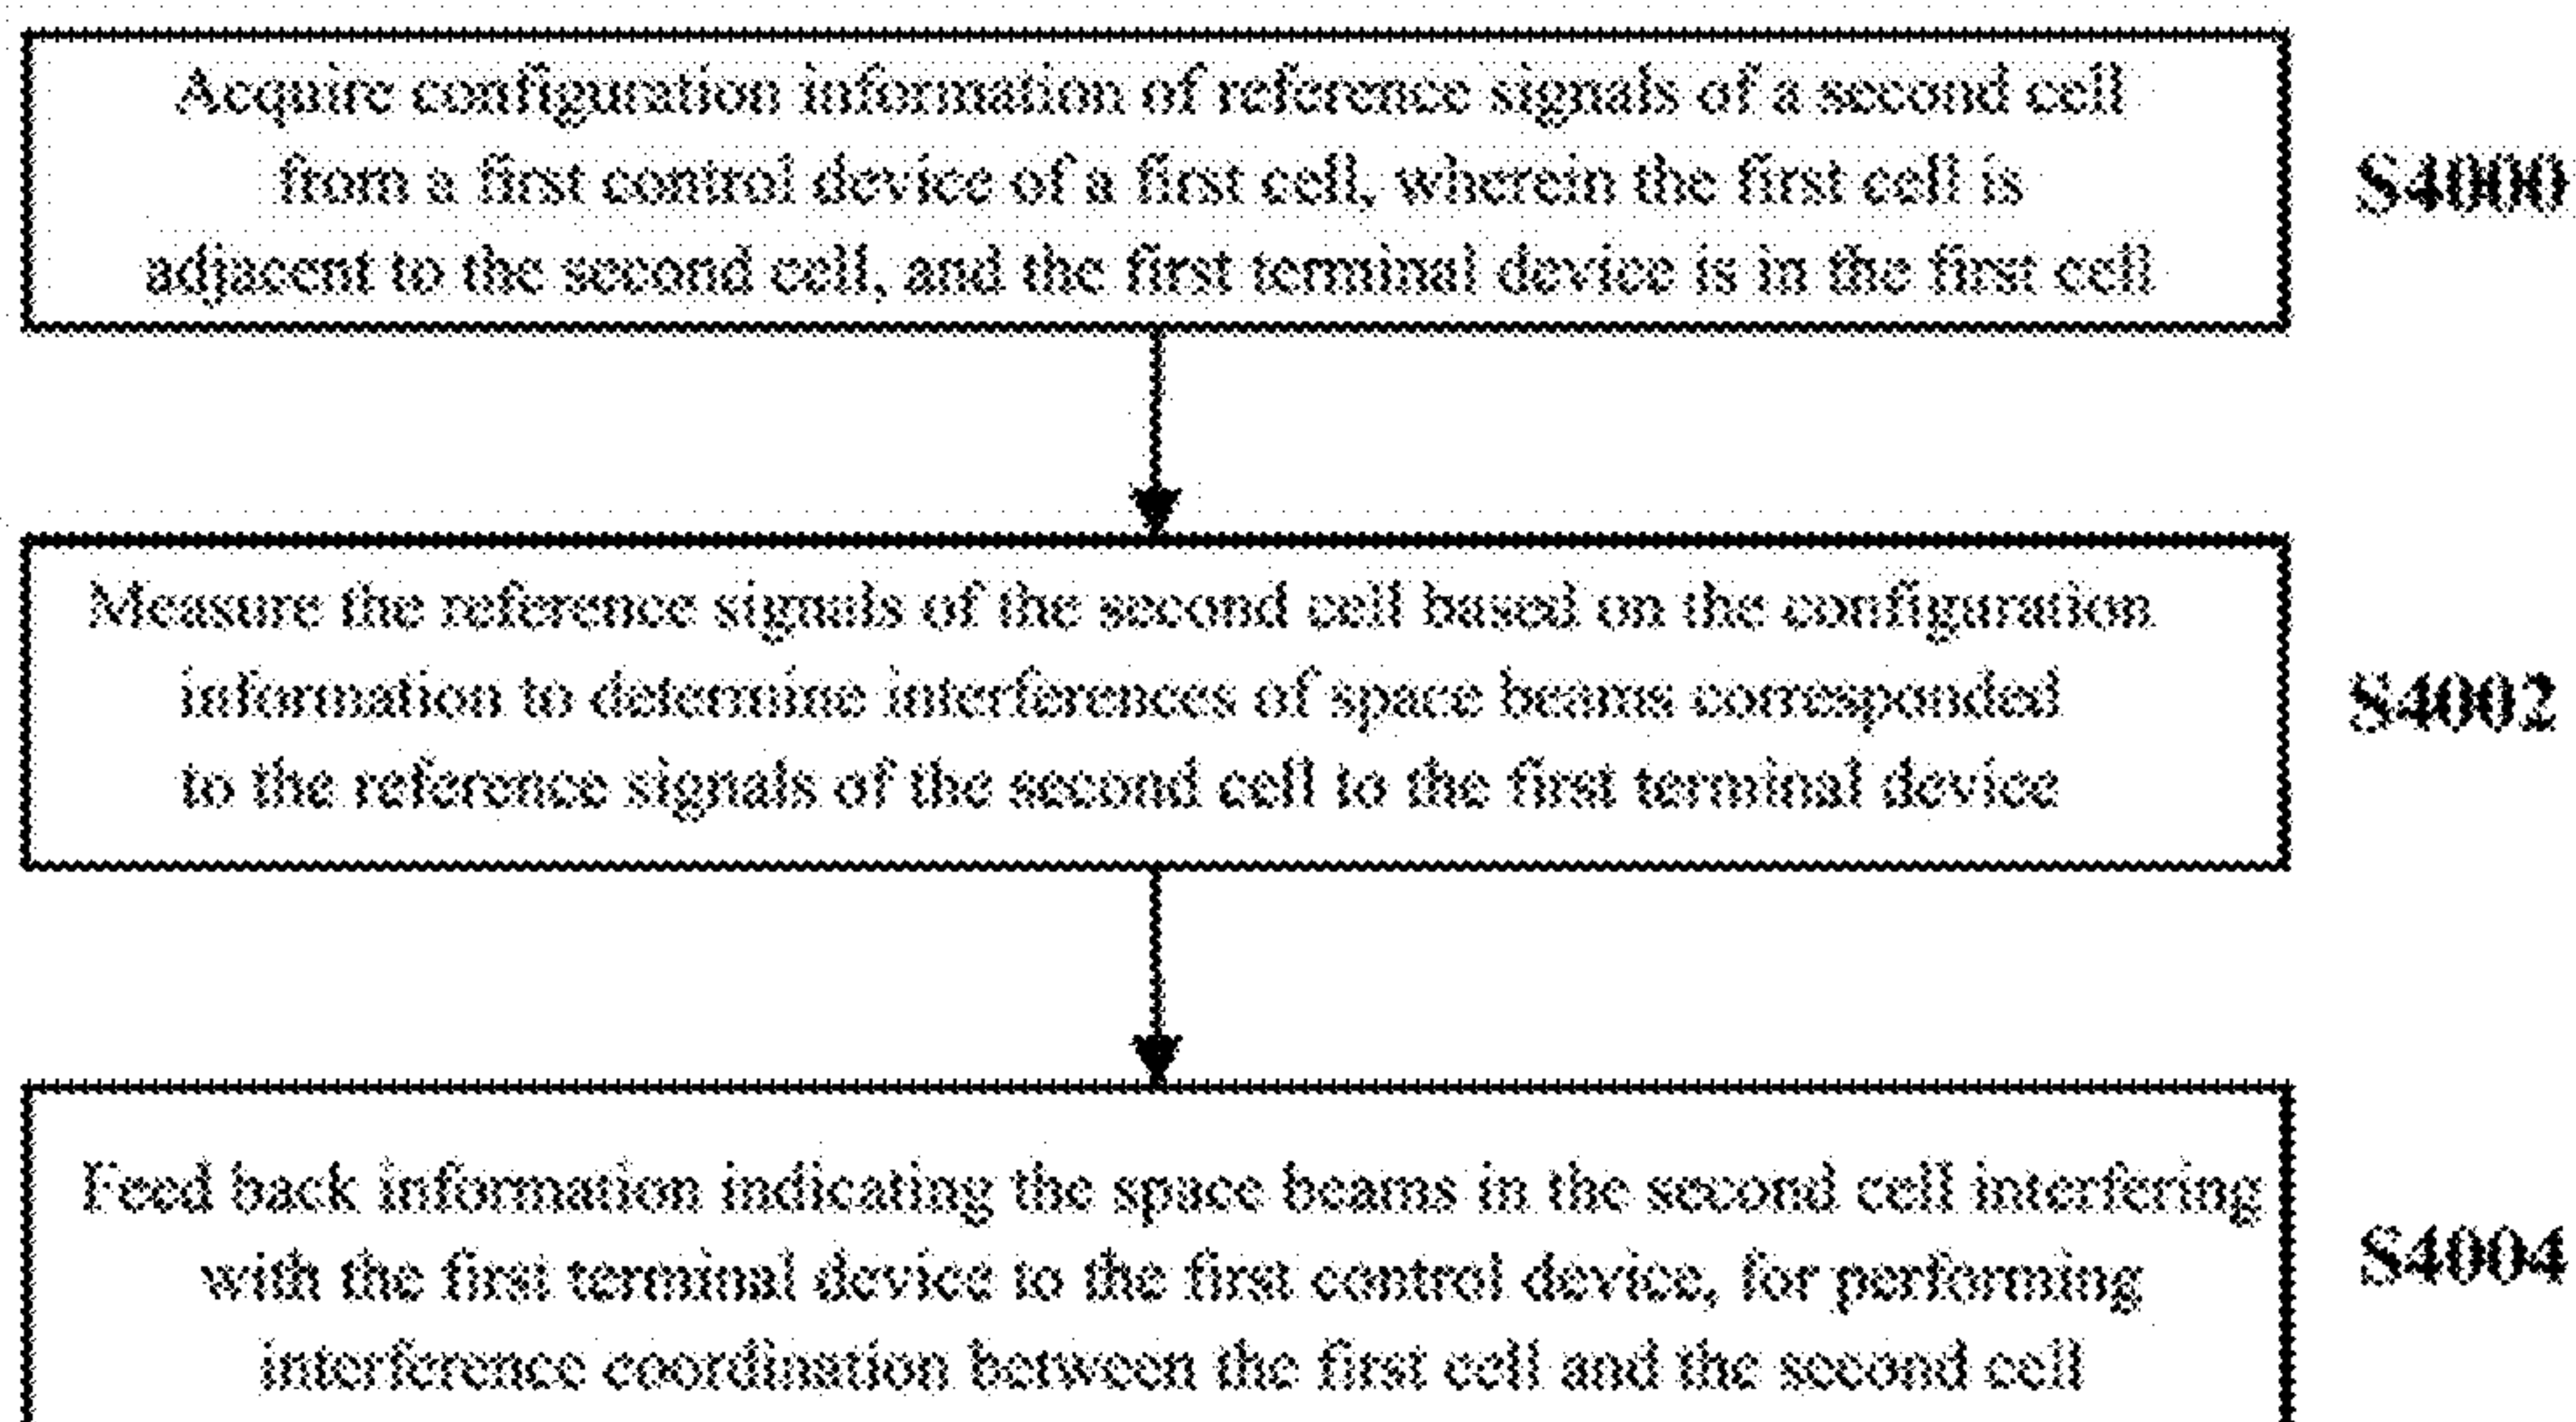 Acquire configuration information of reference signals of a second cell
from a first control device of a first cell, wherein the first cell is
adjacent to the second cell, and the first terminal device is in the first cell
S4000
Measure the reference signals of the second cell based on the configuration
information to determine interferences of space beams corresponded
to the reference signals of the second cell to the first terminal device
S4002
Feed back information indicating the space beams in the second cell interfering
with the first terminal device to the first control device, for performing
interference coordination between the first cell and the second cell
S4004